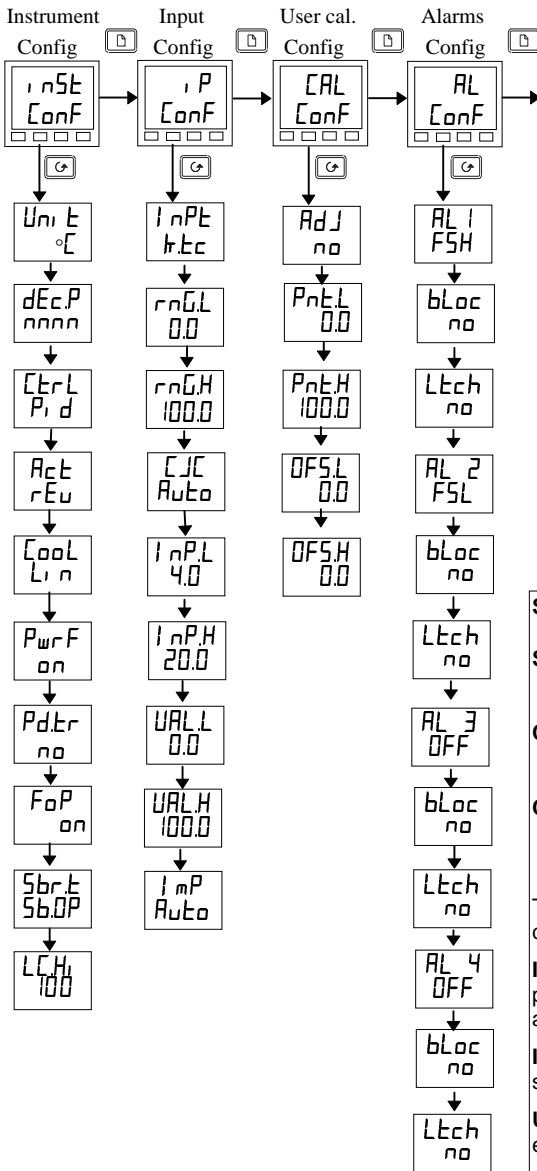 Instrument Config
Input Config
User cal. Config
Alarms Config
inSt
ConF
iP
ConF
CAL
ConF
AL
ConF
Unit
°C
dEc.P
nnnn
CtrL
Pid
Act
rEv
CooL
Lin
PwrF
on
Pd.tr
no
FoP
on
Sbr.t
Sb.OP
LC.Hi
100
InPt
k.tc
rnG.L
0.0
rnG.H
100.0
CJC
Auto
InP.L
4.0
InP.H
20.0
VAL.L
0.0
VAL.H
100.0
ImP
Auto
AdJ
no
Pnt.L
0.0
Pnt.H
100.0
OFS.L
0.0
OFS.H
0.0
AL 1
FSH
bLoc
no
Ltch
no
AL 2
FSL
bLoc
no
Ltch
no
AL 3
OFF
bLoc
no
Ltch
no
AL 4
OFF
bLoc
no
Ltch
no